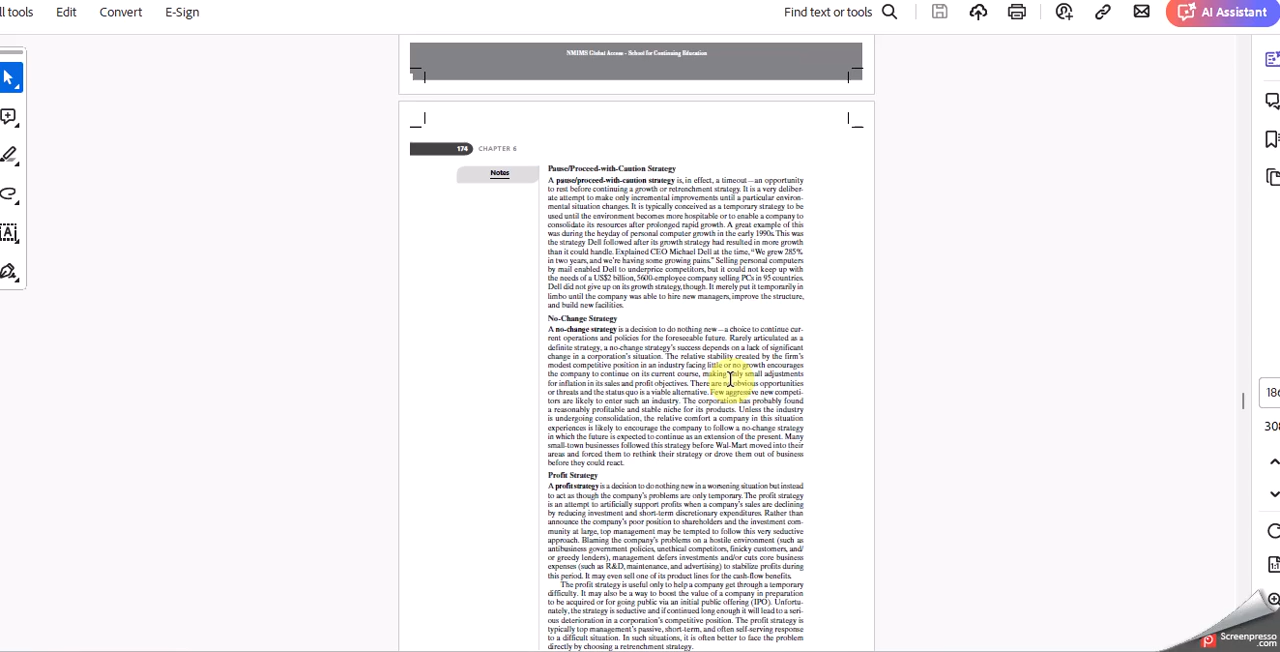 ll tools Edit Convert E-Sign Find text or tools AI Assistant
NMIMS Global Access - School for Continuing Education
174 CHAPTER 6
Notes
Pause/Proceed-with-Caution Strategy
A pause/proceed-with-caution strategy is, in effect, a timeout—an opportunity
to rest before continuing a growth or retrenchment strategy. It is a very deliber-
ate attempt to make only incremental improvements until a particular environ-
mental situation changes. It is typically conceived as a temporary strategy to be
used until the environment becomes more hospitable or to enable a company to
consolidate its resources after prolonged rapid growth. A great example of this
was during the heyday of personal computer growth in the early 1990s. This was
the strategy Dell followed after its growth strategy had resulted in more growth
than it could handle. Explained CEO Michael Dell at the time, "We grew 285%
in two years, and we're having some growing pains." Selling personal computers
by mail enabled Dell to underprice competitors, but it could not keep up with
the needs of a US$2 billion, 5600-employee company selling PCs in 95 countries.
Dell did not give up on its growth strategy, though. It merely put it temporarily in
limbo until the company was able to hire new managers, improve the structure,
and build new facilities.
No-Change Strategy
A no-change strategy is a decision to do nothing new—a choice to continue cur-
rent operations and policies for the foreseeable future. Rarely articulated as a
definite strategy, a no-change strategy's success depends on a lack of significant
change in a corporation's situation. The relative stability created by the firm's
modest competitive position in an industry facing little or no growth encourages
the company to continue on its current course, making only small adjustments
for inflation in its sales and profit objectives. There are no obvious opportunities
or threats and the status quo is a viable alternative. Few aggressive new competi-
tors are likely to enter such an industry. The corporation has probably found
a reasonably profitable and stable niche for its products. Unless the industry
is undergoing consolidation, the relative comfort a company in this situation
experiences is likely to encourage the company to follow a no-change strategy
in which the future is expected to continue as an extension of the present. Many
small-town businesses followed this strategy before Wal-Mart moved into their
areas and forced them to rethink their strategy or drove them out of business
before they could react.
Profit Strategy
A profit strategy is a decision to do nothing new in a worsening situation but instead
to act as though the company's problems are only temporary. The profit strategy
is an attempt to artificially support profits when a company's sales are declining
by reducing investment and short-term discretionary expenditures. Rather than
announce the company's poor position to shareholders and the investment com-
munity at large, top management may be tempted to follow this very seductive
approach. Blaming the company's problems on a hostile environment (such as
antibusiness government policies, unethical competitors, finicky customers, and/
or greedy lenders), management defers investments and/or cuts core business
expenses (such as R&D, maintenance, and advertising) to stabilize profits during
this period. It may even sell one of its product lines for the cash-flow benefits.
The profit strategy is useful only to help a company get through a temporary
difficulty. It may also be a way to boost the value of a company in preparation
to be acquired or for going public via an initial public offering (IPO). Unfortu-
nately, the strategy is seductive and if continued long enough it will lead to a seri-
ous deterioration in a corporation's competitive position. The profit strategy is
typically top management's passive, short-term, and often self-serving response
to a difficult situation. In such situations, it is often better to face the problem
directly by choosing a retrenchment strategy.
186
308
1:1
Screenpresso
.com